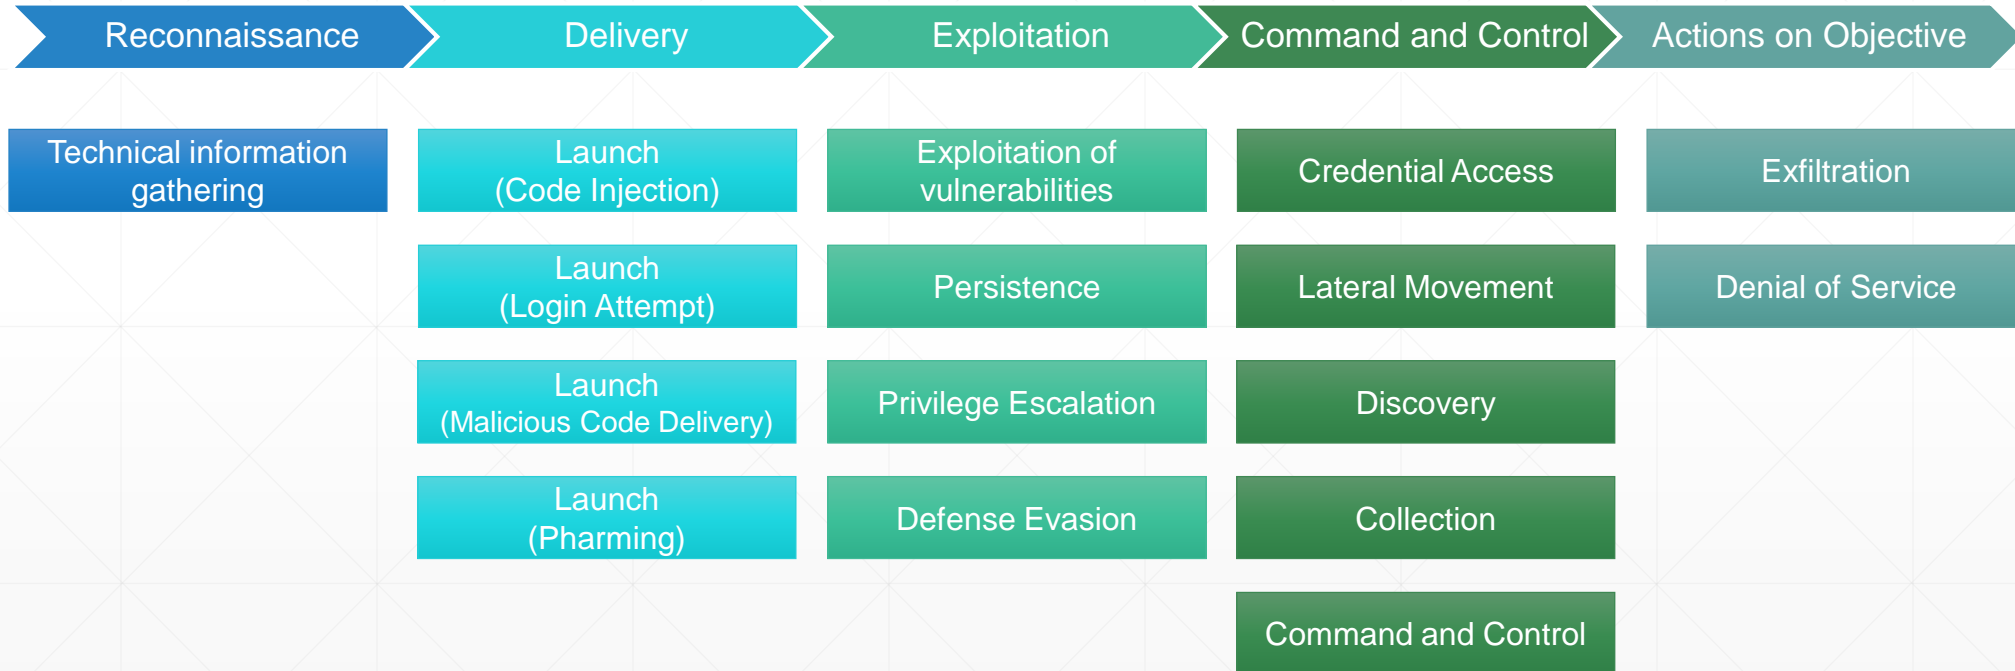 Reconnaissance
Delivery
Exploitation
Command and Control
Actions on Objective
Technical information
gathering
Launch
(Code Injection)
Exploitation of
vulnerabilities
Credential Access
Exfiltration
Launch
(Login Attempt)
Persistence
Lateral Movement
Denial of Service
Launch
(Malicious Code Delivery)
Privilege Escalation
Discovery
Launch
(Pharming)
Defense Evasion
Collection
Command and Control